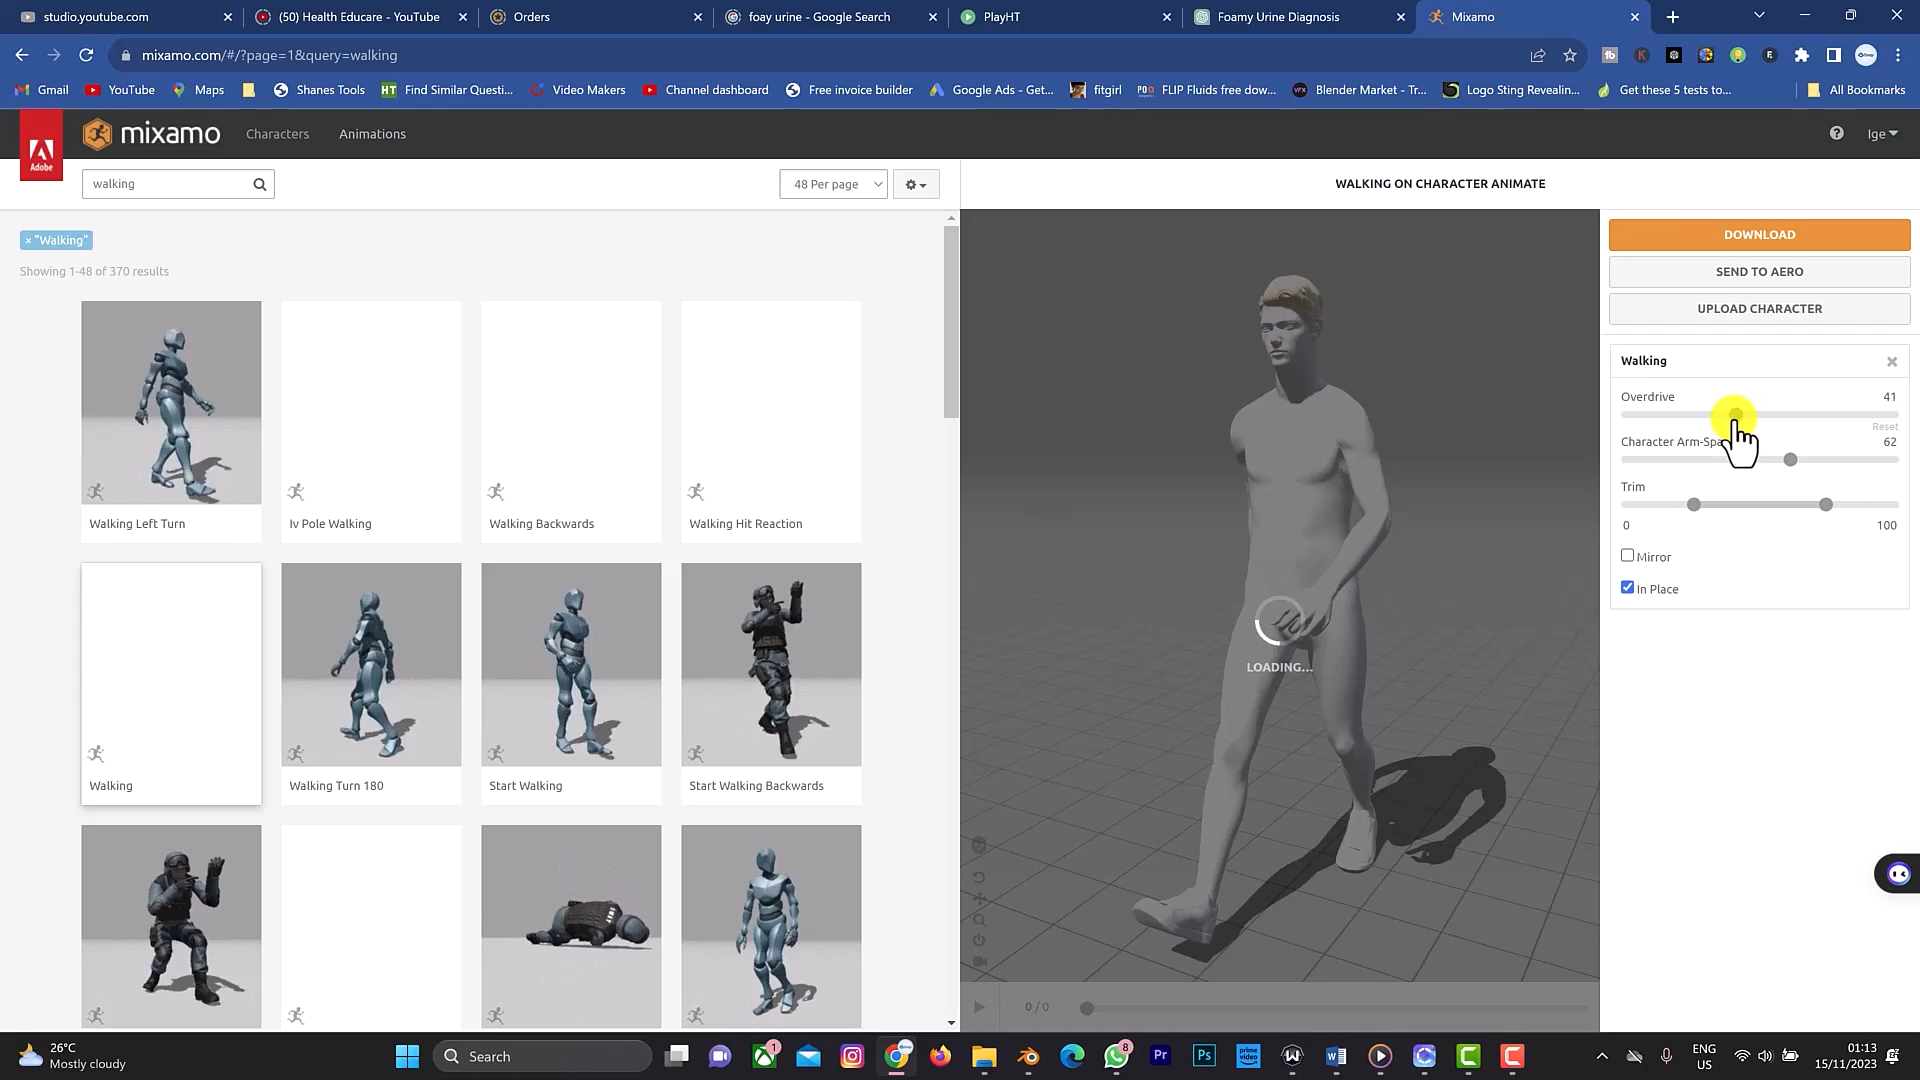 studio.youtube.com
(50) Health Educare - YouTube
Orders
foay urine - Google Search
PlayHT
Foamy Urine Diagnosis
Mixamo
mixamo.com/#/?page=1&query=walking
Gmail
YouTube
Maps
Shanes Tools
HT Find Similar Questi...
Video Makers
Channel dashboard
Free invoice builder
Google Ads - Get...
fitgirl
FLIP Fluids free dow...
Blender Market - Tr...
Logo Sting Revealin...
Get these 5 tests to...
All Bookmarks
Adobe
mixamo
Characters
Animations
Ige
walking
48 Per page
WALKING ON CHARACTER ANIMATE
× "Walking"
Showing 1-48 of 370 results
Walking Left Turn
Iv Pole Walking
Walking Backwards
Walking Hit Reaction
Walking
Walking Turn 180
Start Walking
Start Walking Backwards
LOADING...
0 / 0
DOWNLOAD
SEND TO AERO
UPLOAD CHARACTER
Walking
Overdrive 41
Reset
Character Arm-Spa 62
Trim
0 100
Mirror
In Place
26°C
Mostly cloudy
Search
1
8
Pr
Ps
prime video
ENG
US
01:13
15/11/2023